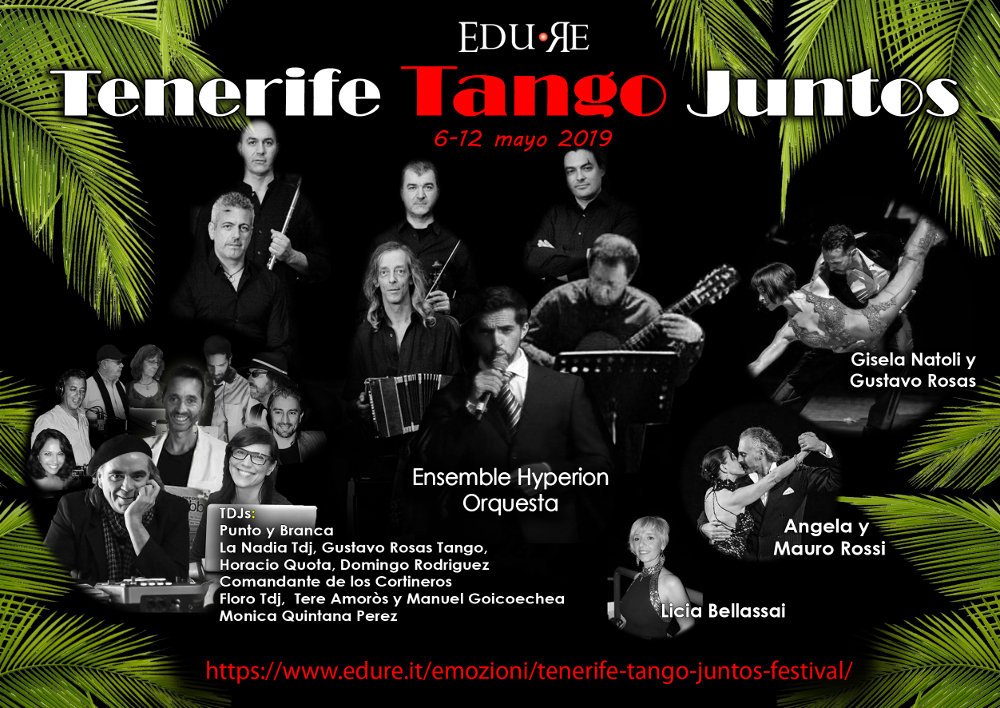 EDU•RE
Tenerife Tango Juntos
6-12 mayo 2019
Gisela Natoli y
Gustavo Rosas
Ensemble Hyperion
Orquesta
Angela y
Mauro Rossi
Licia Bellassai
TDJs:
Punto y Branca
La Nadia Tdj, Gustavo Rosas Tango,
Horacio Quota, Domingo Rodriguez
Comandante de los Cortineros
Floro Tdj, Tere Amoròs y Manuel Goicoechea
Monica Quintana Perez
https://www.edure.it/emozioni/tenerife-tango-juntos-festival/